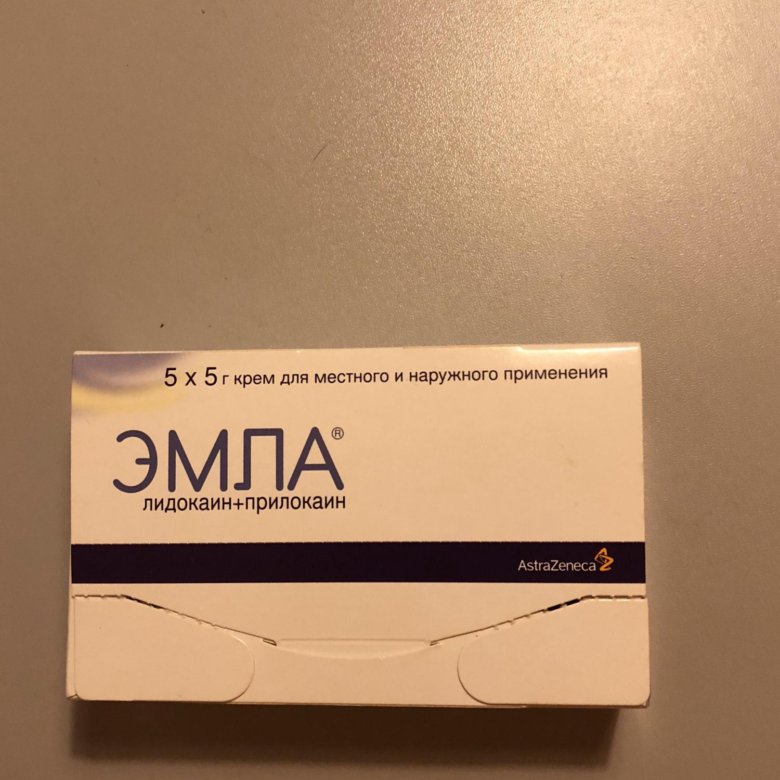 5 x 5 г крем для местного и наружного применения
ЭМЛА®
лидокаин+прилокаин
AstraZeneca